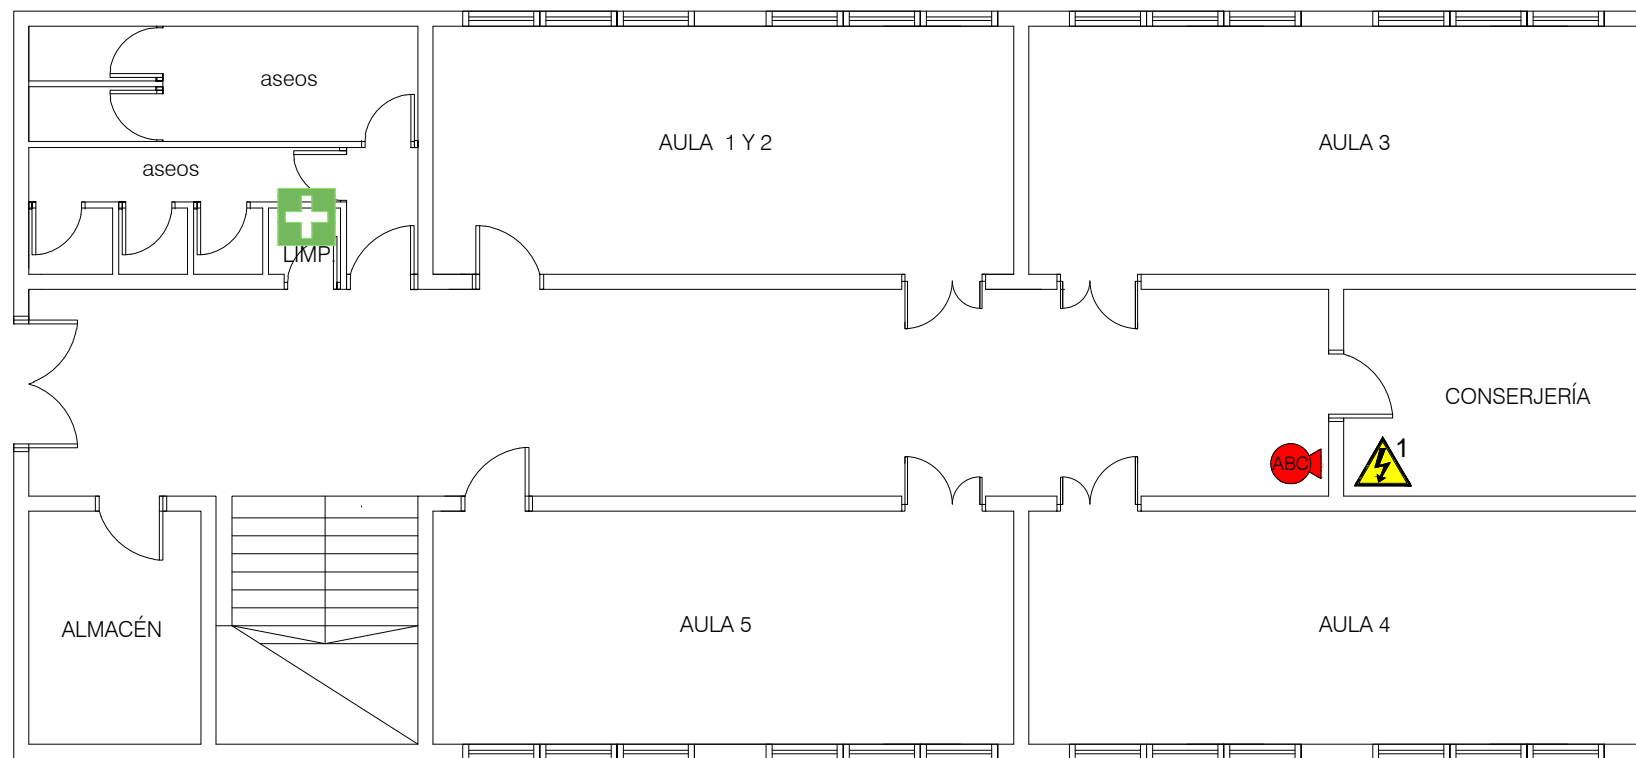 aseos
AULA 1 Y 2
AULA 3
aseos
LIMP.
CONSERJERÍA
ABC
1
ALMACÉN
AULA 5
AULA 4